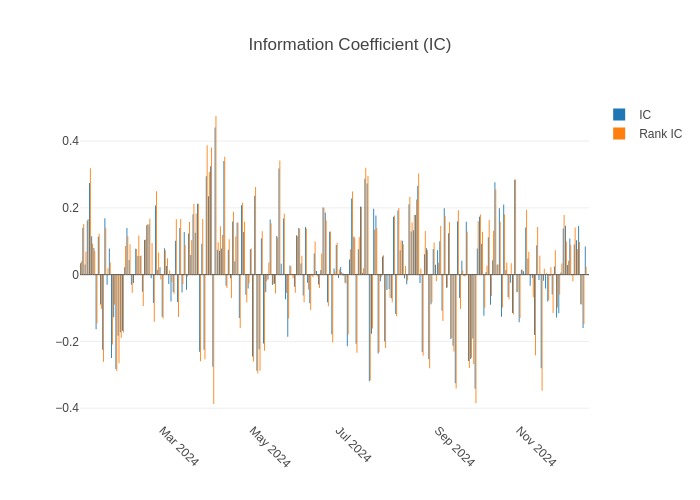 Information Coefficient (IC)
IC
Rank IC
0.4
0.2
0
−0.2
−0.4
Mar 2024
May 2024
Jul 2024
Sep 2024
Nov 2024